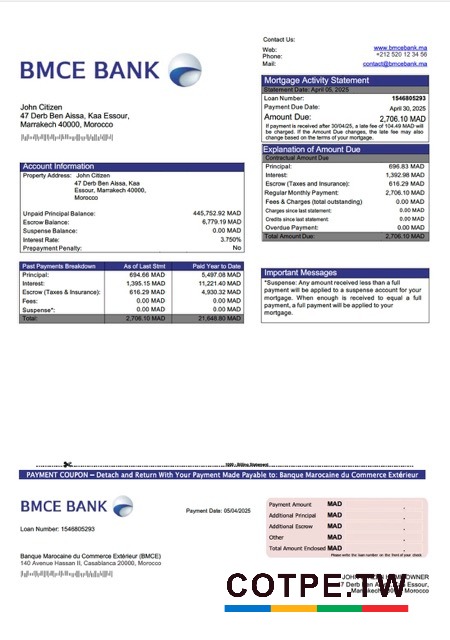 Contact Us:
Web: www.bmcebank.ma
Phone: +212 520 12 34 56
Mail: contact@bmcebank.ma
BMCE BANK
Mortgage Activity Statement
Statement Date: April 05, 2025
Loan Number: 1546805293
Payment Due Date: April 30, 2025
Amount Due: 2,706.10 MAD
If payment is received after 30/04/25, a late fee of 104.49 MAD will
be charged. If the Amount Due changes, the late fee may also
change based on the terms of your mortgage.
John Citizen
47 Derb Ben Aissa, Kaa Essour,
Marrakech 40000, Morocco
Explanation of Amount Due
Contractual Amount Due
Principal: 696.83 MAD
Interest: 1,392.98 MAD
Escrow (Taxes and Insurance): 616.29 MAD
Regular Monthly Payment: 2,706.10 MAD
Fees & Charges (total outstanding) 0.00 MAD
Charges since last statement: 0.00 MAD
Credits since last statement: 0.00 MAD
Overdue Payment: 0.00 MAD
Total Amount Due: 2,706.10 MAD
Account Information
Property Address: John Citizen
47 Derb Ben Aissa, Kaa
Essour, Marrakech 40000,
Morocco
Unpaid Principal Balance: 445,752.92 MAD
Escrow Balance: 6,779.19 MAD
Suspense Balance: 0.00 MAD
Interest Rate: 3.750%
Prepayment Penalty: No
Past Payments Breakdown As of Last Stmt Paid Year to Date
Principal: 694.66 MAD 5,497.08 MAD
Interest: 1,395.15 MAD 11,221.40 MAD
Escrow (Taxes & Insurance): 616.29 MAD 4,930.32 MAD
Fees: 0.00 MAD 0.00 MAD
Suspense*: 0.00 MAD 0.00 MAD
Total: 2,706.10 MAD 21,648.80 MAD
Important Messages
*Suspense: Any amount received less than a full
payment will be applied to a suspense account for your
mortgage. When enough is received to equal a full
payment, a full payment will be applied to your
mortgage.
PAYMENT COUPON – Detach and Return With Your Payment Made Payable to: Banque Marocaine du Commerce Extérieur
BMCE BANK
Payment Date: 05/04/2025
Loan Number: 1546805293
Payment Amount MAD .
Additional Principal MAD .
Additional Escrow MAD .
Other MAD .
Total Amount Enclosed MAD .
Please write the loan number on the front of your check.
Banque Marocaine du Commerce Extérieur (BMCE)
140 Avenue Hassan II, Casablanca 20000, Morocco
COTPE.TW